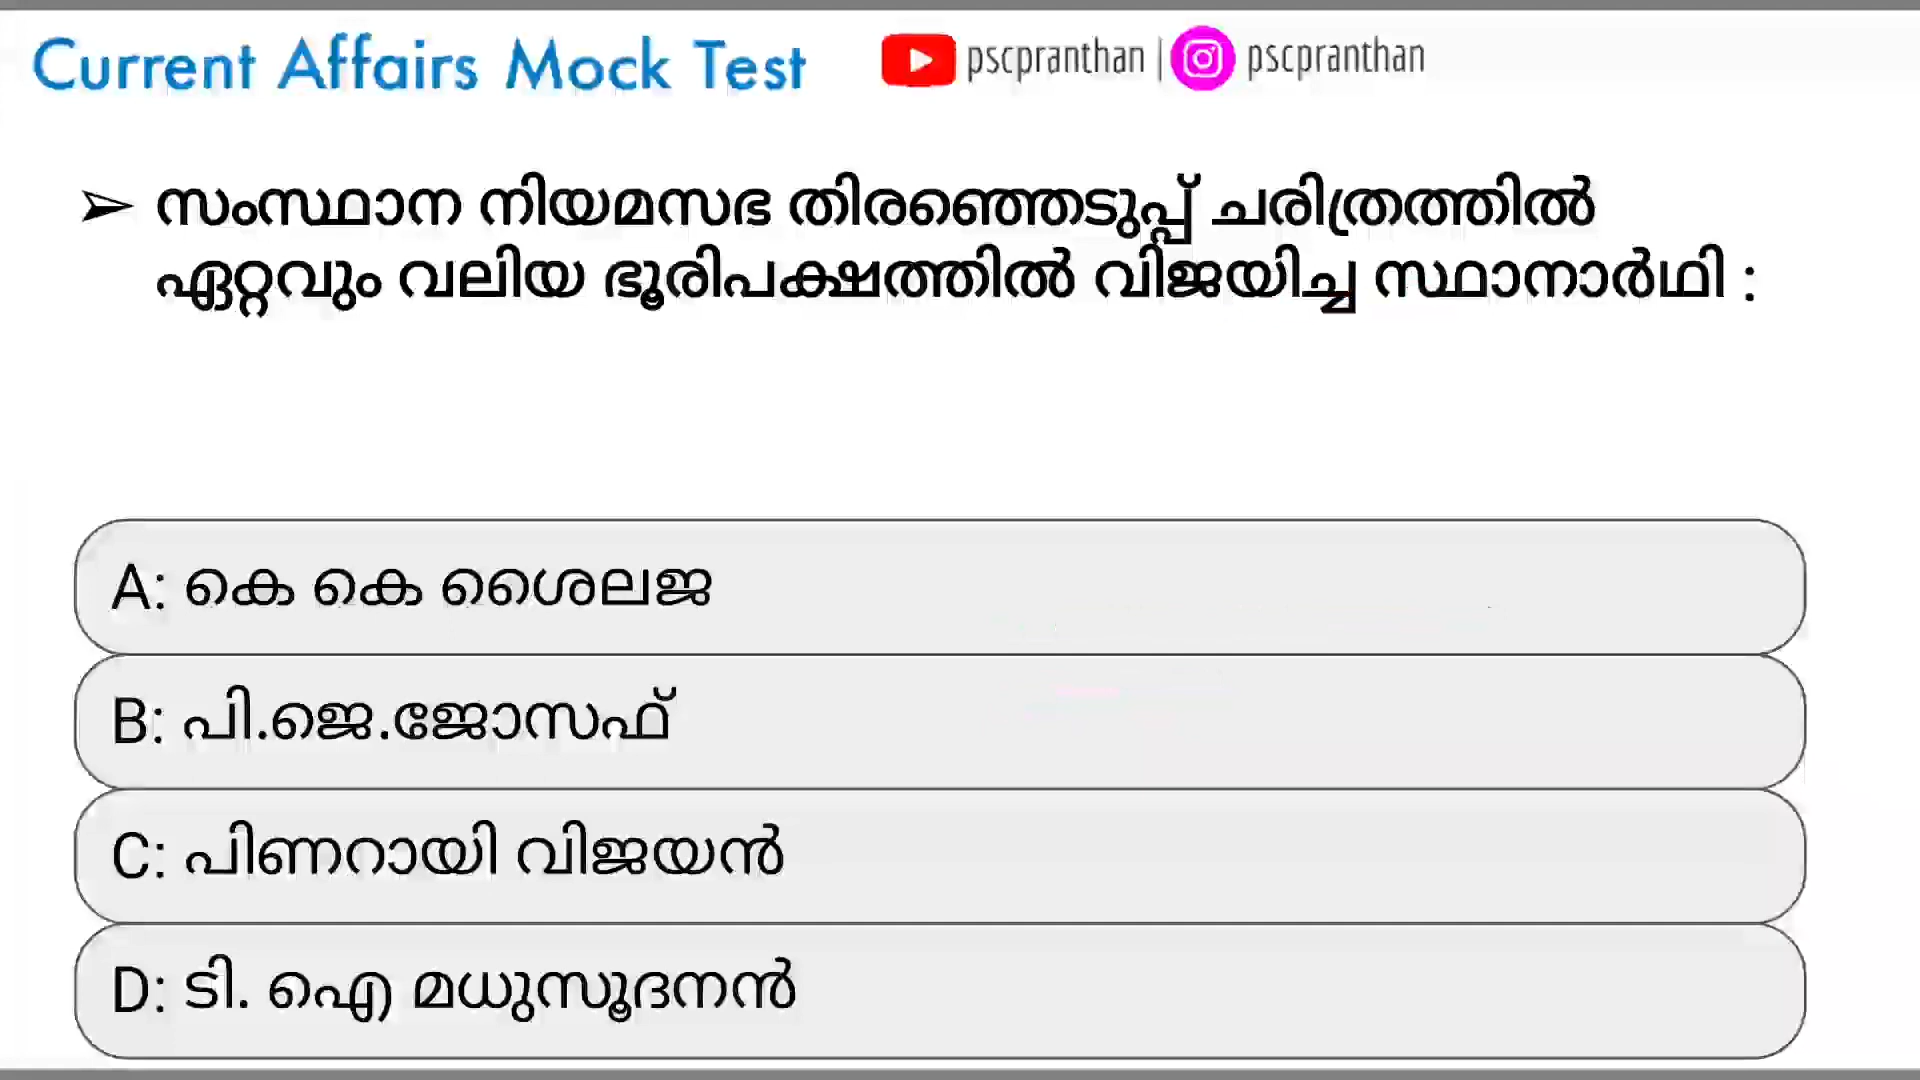 Current Affairs Mock Test pscpranthan | pscpranthan
➢ സംസ്ഥാന നിയമസഭ തിരഞ്ഞെടുപ്പ് ചരിത്രത്തിൽ
ഏറ്റവും വലിയ ഭൂരിപക്ഷത്തിൽ വിജയിച്ച സ്ഥാനാർഥി :
A: കെ കെ ശൈലജ
B: പി.ജെ.ജോസഫ്
C: പിണറായി വിജയൻ
D: ടി. ഐ മധുസൂദനൻ